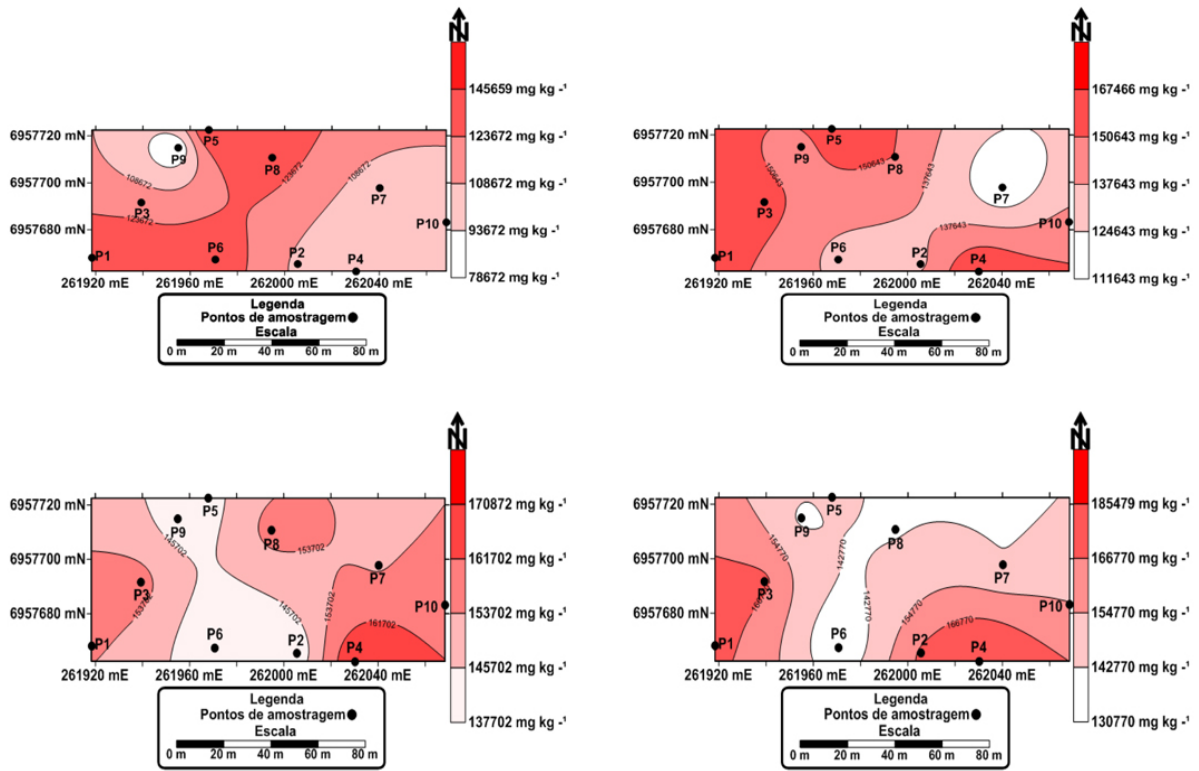 N
145659 mg kg -¹
6957720 mN P5 123672 mg kg -¹
P9 P8
6957700 mN 108672 123672 108672 108672 mg kg -¹
P7
P3
6957680 mN 123672 P10 93672 mg kg -¹
P1 P6 P2 P4
78672 mg kg -¹
261920 mE 261960 mE 262000 mE 262040 mE
Legenda
Pontos de amostragem
Escala
0 m 20 m 40 m 60 m 80 m
N
167466 mg kg -¹
6957720 mN P5 150643 mg kg -¹
P9 P8
150643 150643 137643
6957700 mN 137643 mg kg -¹
P3 P7
6957680 mN 137643 P10 124643 mg kg -¹
P1 P6 P2 P4
111643 mg kg -¹
261920 mE 261960 mE 262000 mE 262040 mE
Legenda
Pontos de amostragem
Escala
0 m 20 m 40 m 60 m 80 m
N
6957720 mN P5 170872 mg kg -¹
P9 P8
145702 153702
6957700 mN 161702 mg kg -¹
P7
P3
153702 145702 153702 P10
6957680 mN 153702 mg kg -¹
161702
P1 P6 P2 P4
145702 mg kg -¹
261920 mE 261960 mE 262000 mE 262040 mE
137702 mg kg -¹
Legenda
Pontos de amostragem
Escala
0 m 20 m 40 m 60 m 80 m
N
6957720 mN P5 185479 mg kg -¹
P9 P8
154770 142770
6957700 mN 166770 mg kg -¹
P7
P3
142770 154770 P10
6957680 mN 154770 mg kg -¹
166770
P1 P6 P2 P4
142770 mg kg -¹
261920 mE 261960 mE 262000 mE 262040 mE
130770 mg kg -¹
Legenda
Pontos de amostragem
Escala
0 m 20 m 40 m 60 m 80 m